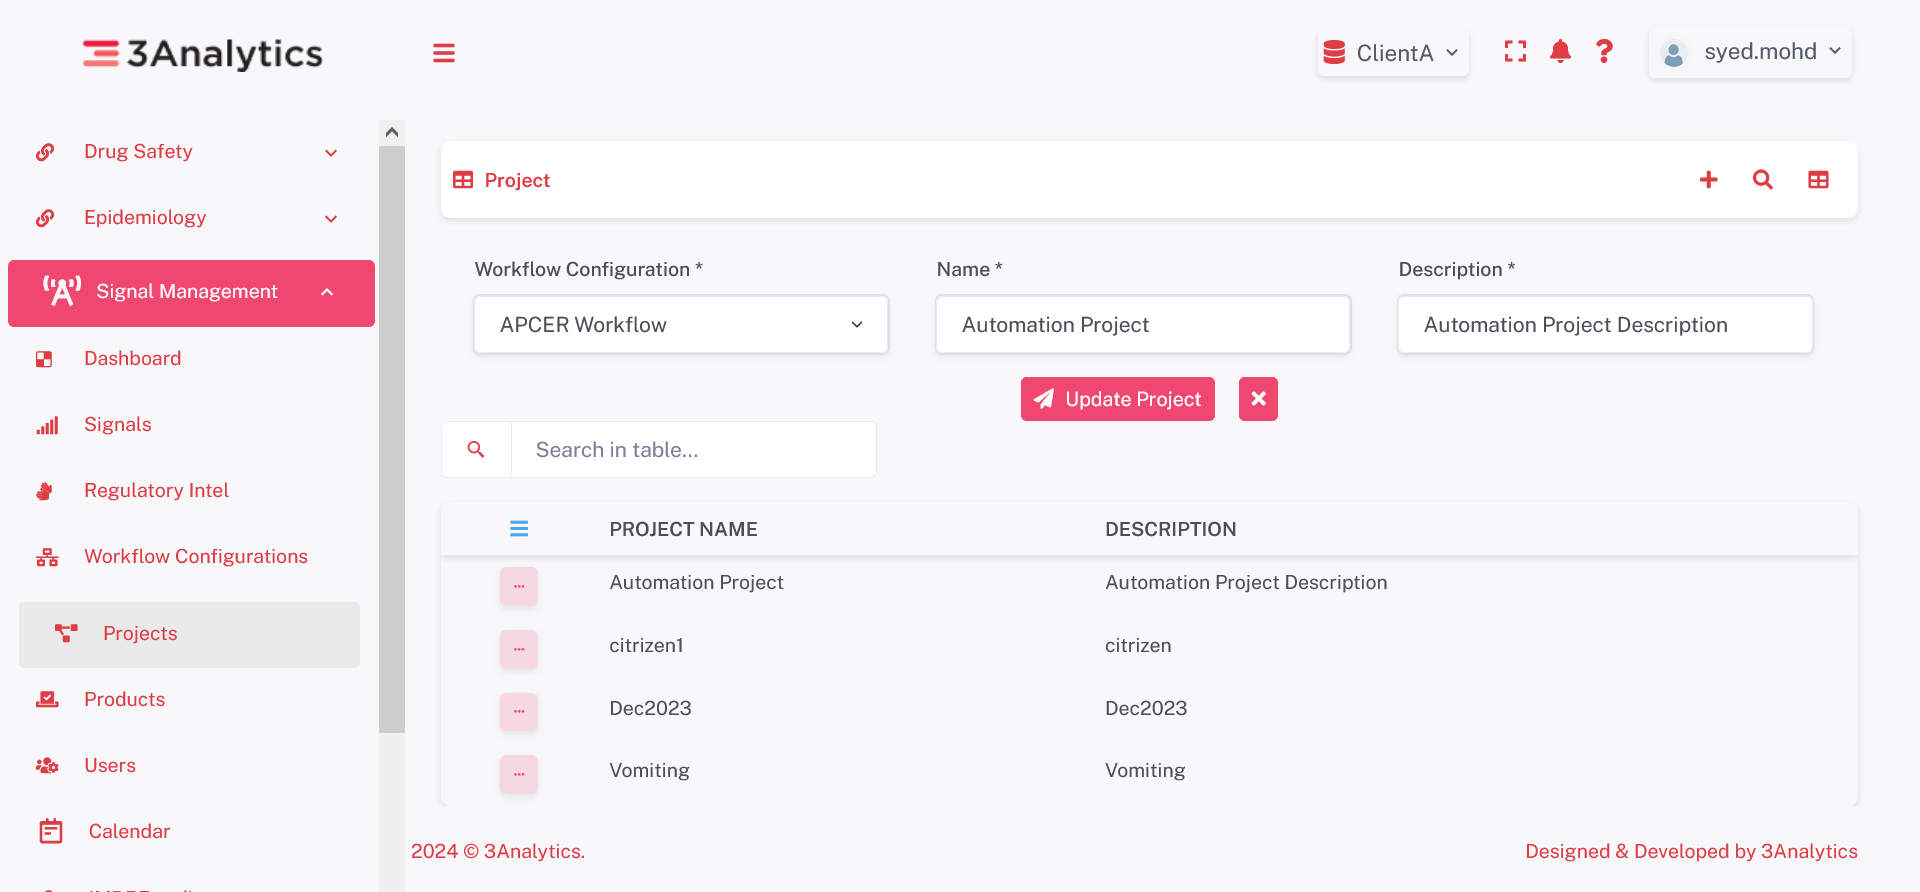 3Analytics
ClientA
syed.mohd
Drug Safety
Epidemiology
Signal Management
Dashboard
Signals
Regulatory Intel
Workflow Configurations
Projects
Products
Users
Calendar
Project
Workflow Configuration *
Name *
Description *
APCER Workflow
Automation Project
Automation Project Description
Update Project
Search in table...
PROJECT NAME DESCRIPTION
Automation Project Automation Project Description
citrizen1 citrizen
Dec2023 Dec2023
Vomiting Vomiting
2024 © 3Analytics.
Designed & Developed by 3Analytics